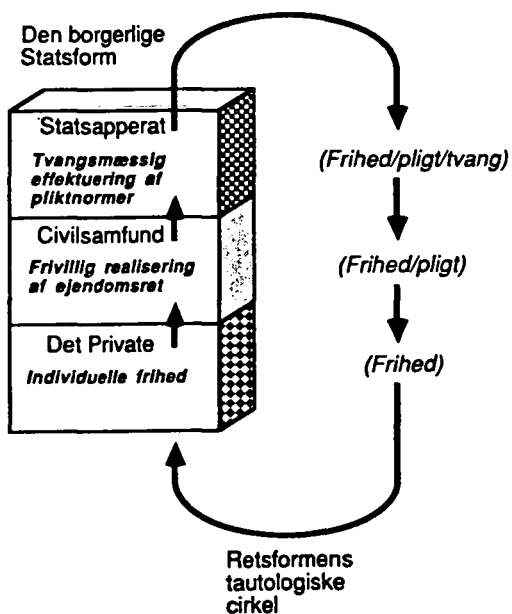 Den borgerlige
Statsform
Statsapperat
Tvangsmæssig
effektuering af
pliktnormer
Civilsamfund
Frivillig realisering
af ejendomsret
Det Private
Individuelle frihed
(Frihed/pligt/tvang)
(Frihed/pligt)
(Frihed)
Retsformens
tautologiske
cirkel